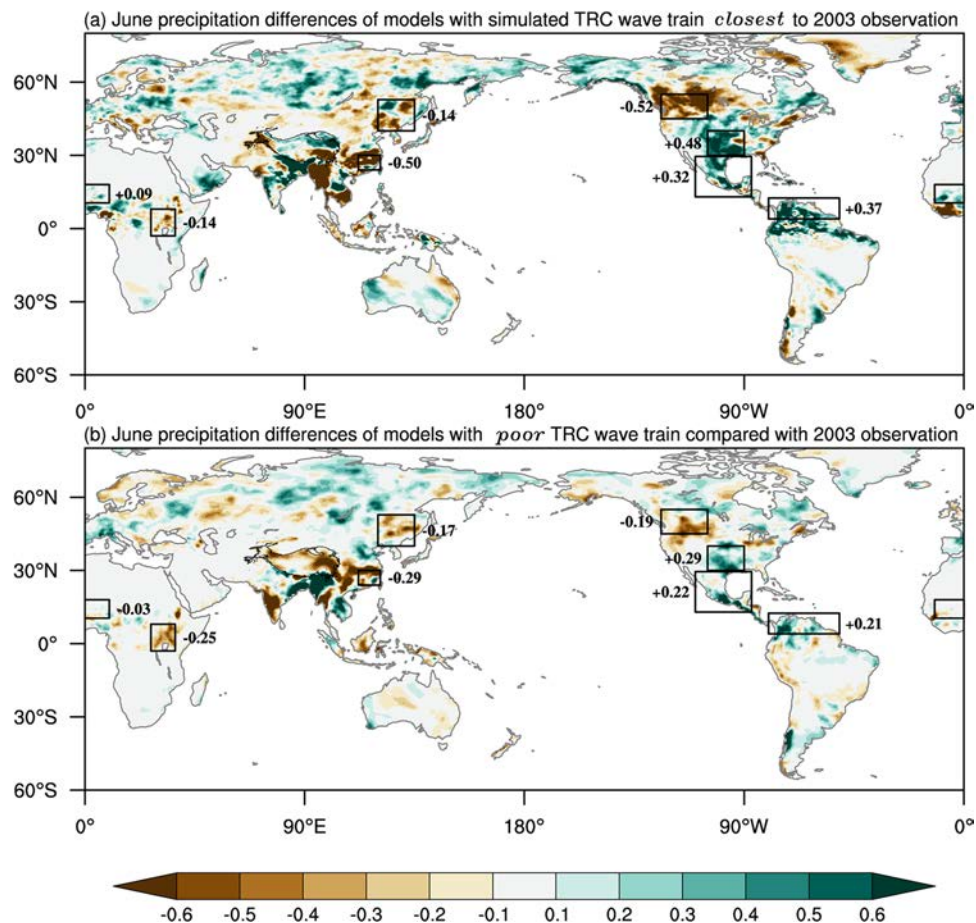 (a) June precipitation differences of models with simulated TRC wave train closest to 2003 observation
60°N
-0.14
-0.52
30°N
-0.50
+0.48
+0.32
+0.09
0°
-0.14
+0.37
30°S
60°S
0° 90°E 180° 90°W 0°
(b) June precipitation differences of models with poor TRC wave train compared with 2003 observation
60°N
-0.17
-0.19
30°N
-0.29
+0.29
+0.22
-0.03
0°
-0.25
+0.21
30°S
60°S
0° 90°E 180° 90°W 0°
-0.6 -0.5 -0.4 -0.3 -0.2 -0.1 0.1 0.2 0.3 0.4 0.5 0.6